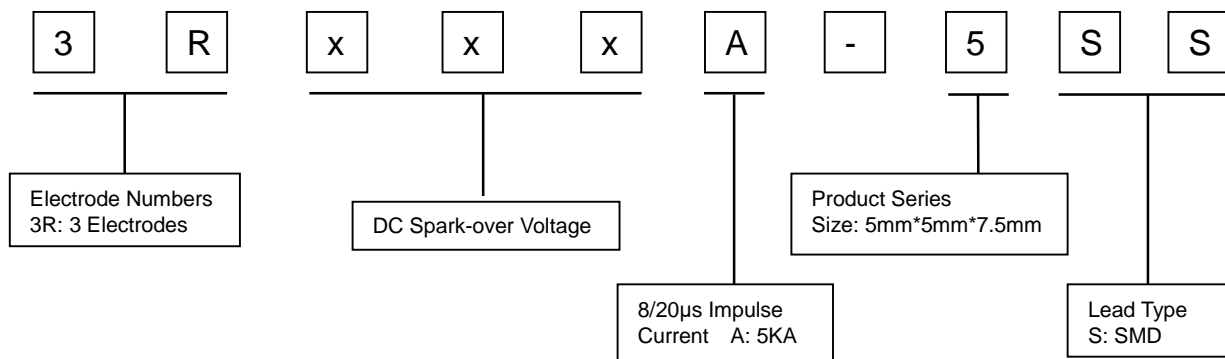 3 R x x x A - 5 S S
Electrode Numbers
3R: 3 Electrodes
DC Spark-over Voltage
Product Series
Size: 5mm*5mm*7.5mm
8/20μs Impulse
Current A: 5KA
Lead Type
S: SMD